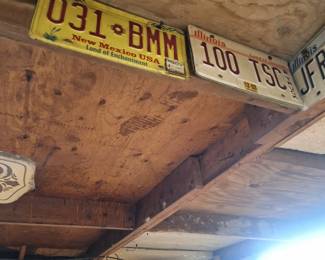 031 BMM
New Mexico USA
Land of Enchantment
Illinois
100 TSC
Illinois
JFR